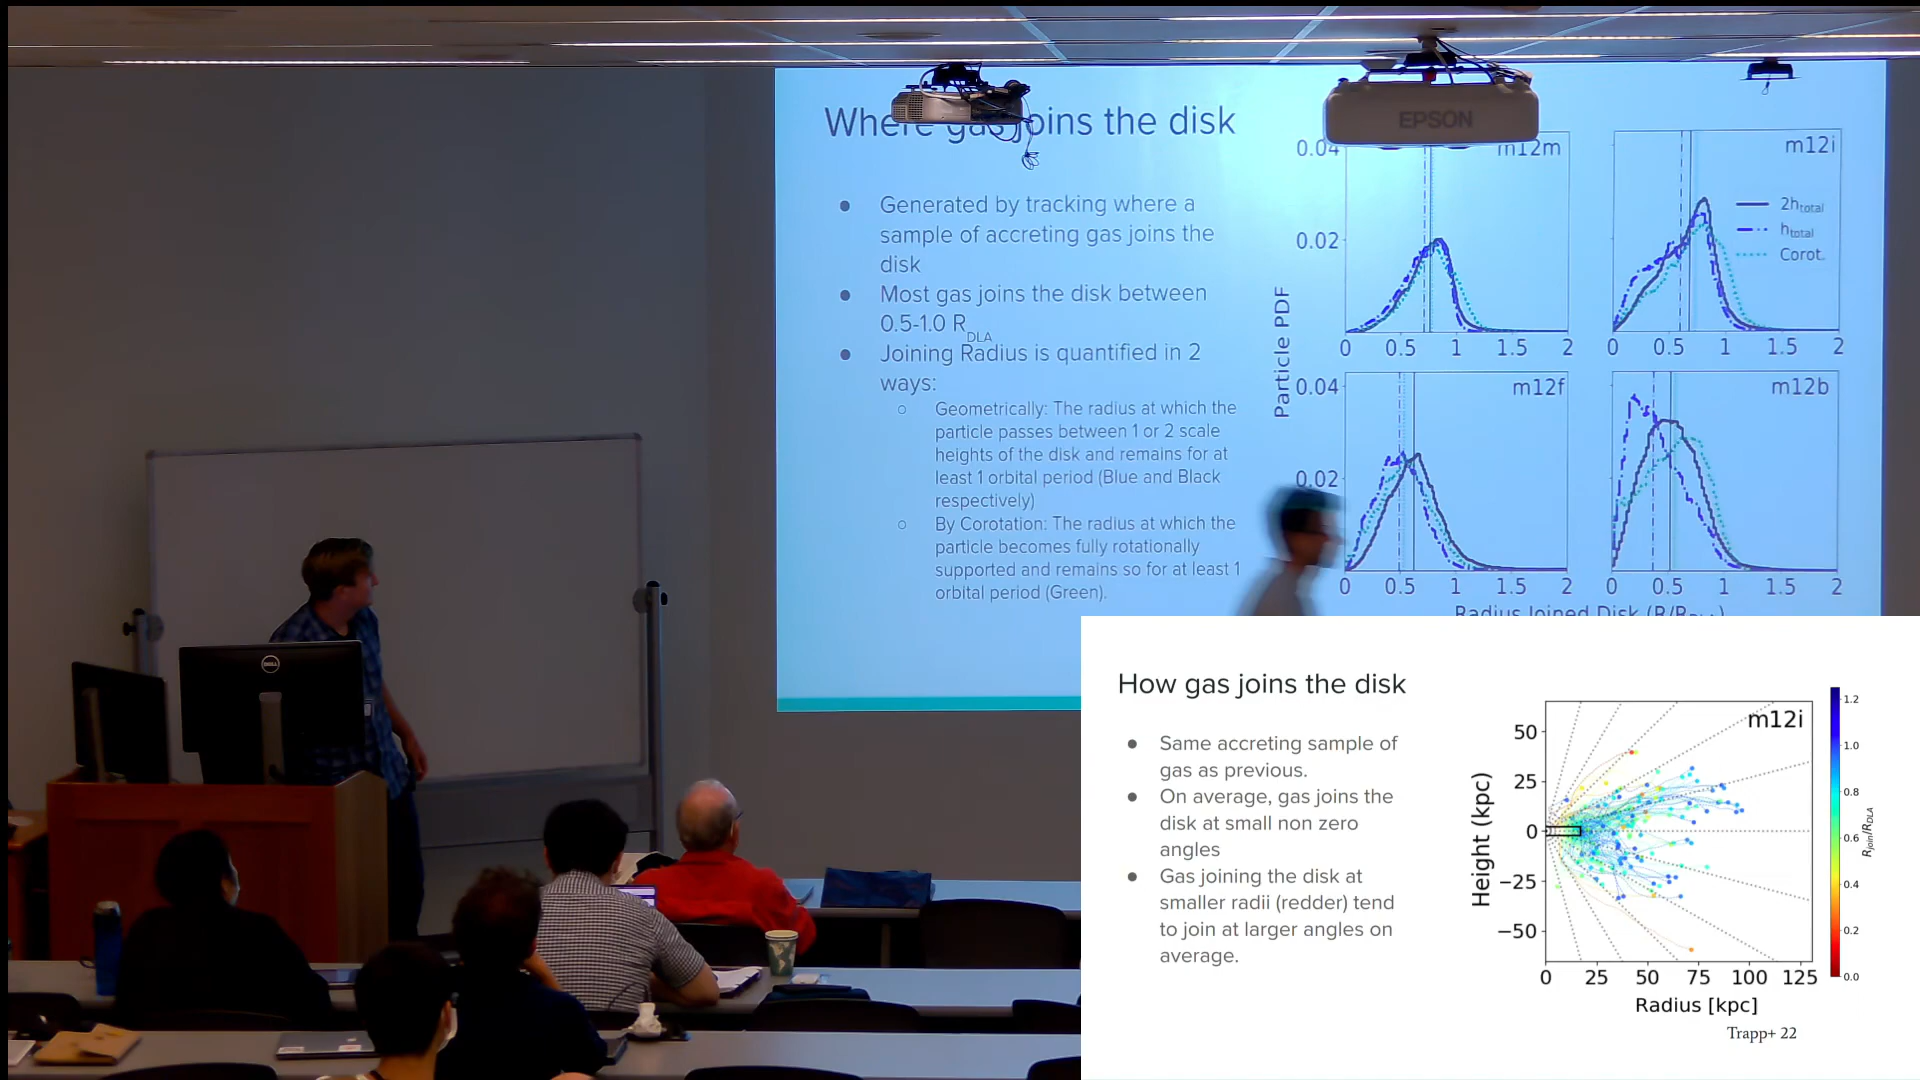 Where gas joins the disk
● Generated by tracking where a
sample of accreting gas joins the
disk
● Most gas joins the disk between
0.5-1.0 R DLA
● Joining Radius is quantified in 2
ways:
○ Geometrically: The radius at which the
particle passes between 1 or 2 scale
heights of the disk and remains for at
least 1 orbital period (Blue and Black
respectively)
○ By Corotation: The radius at which the
particle becomes fully rotationally
supported and remains so for at least 1
orbital period (Green).
EPSON
Particle PDF
0.04
0.02
m12m
0 0.5 1 1.5 2
m12i
2h total
h total
Corot.
0 0.5 1 1.5 2
0.04
0.02
m12f
0 0.5 1 1.5 2
m12b
0 0.5 1 1.5 2
Radius Joined Disk
DELL
How gas joins the disk
● Same accreting sample of
gas as previous.
● On average, gas joins the
disk at small non zero
angles
● Gas joining the disk at
smaller radii (redder) tend
to join at larger angles on
average.
m12i
Height (kpc)
50
25
0
−25
−50
0 25 50 75 100 125
Radius [kpc]
1.2
1.0
0.8
0.6
0.4
0.2
0.0
Rjoin/RDLA
Trapp+ 22